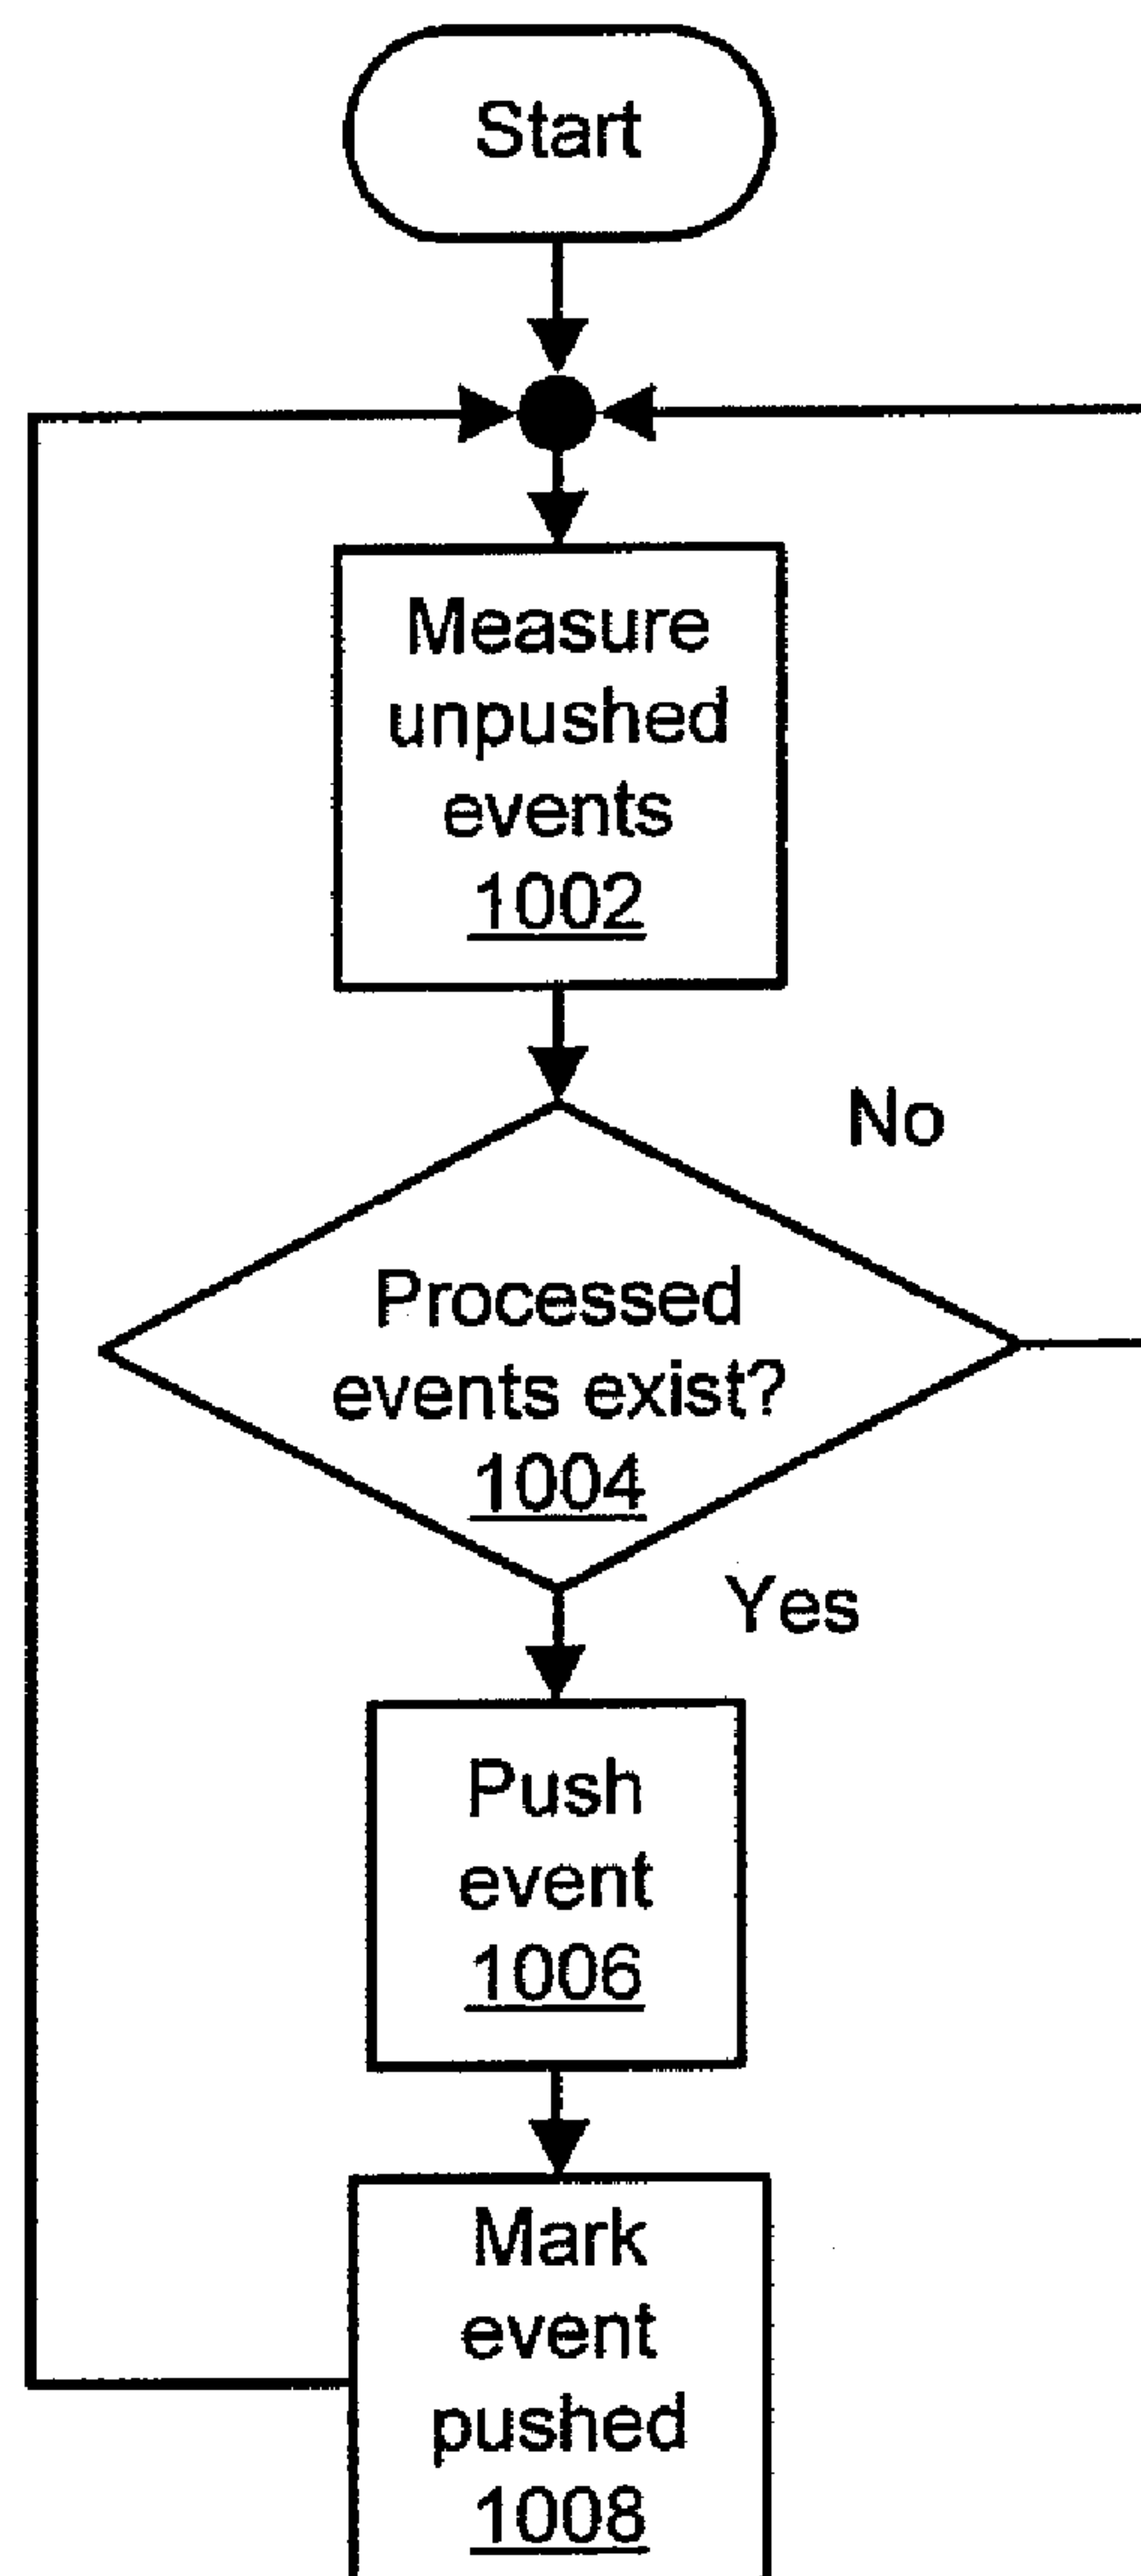 Start
Measure
unpushed
events
1002
No
Processed
events exist?
1004
Yes
Push
event
1006
Mark
event
pushed
1008